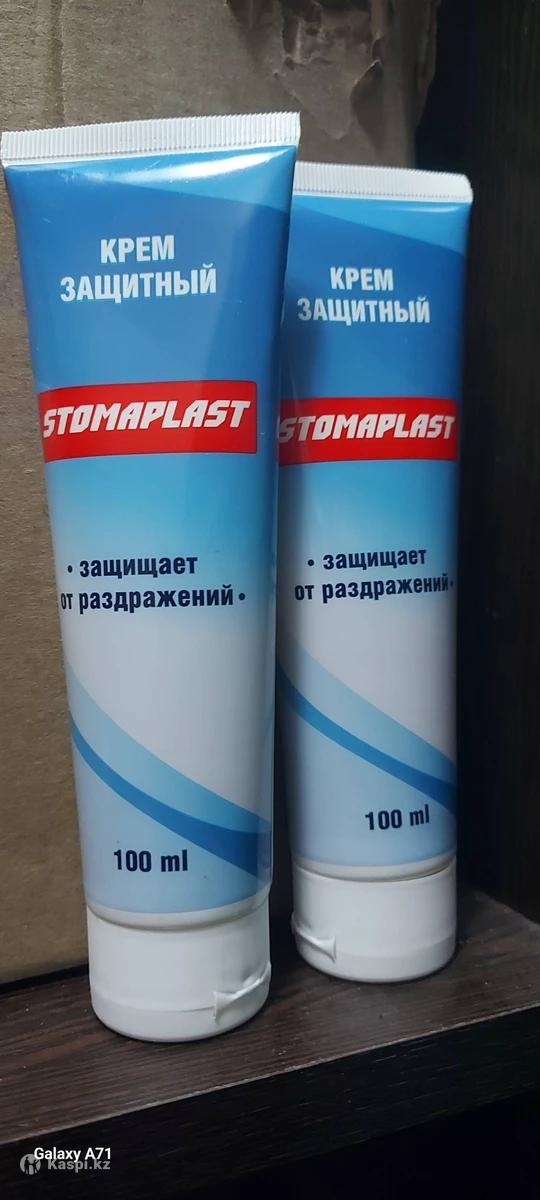 КРЕМ
ЗАЩИТНЫЙ
STOMAPLAST
• защищает
от раздражений •
100 ml
КРЕМ
ЗАЩИТНЫЙ
STOMAPLAST
• защищает
от раздражений •
100 ml
Galaxy A71
Kaspi.kz